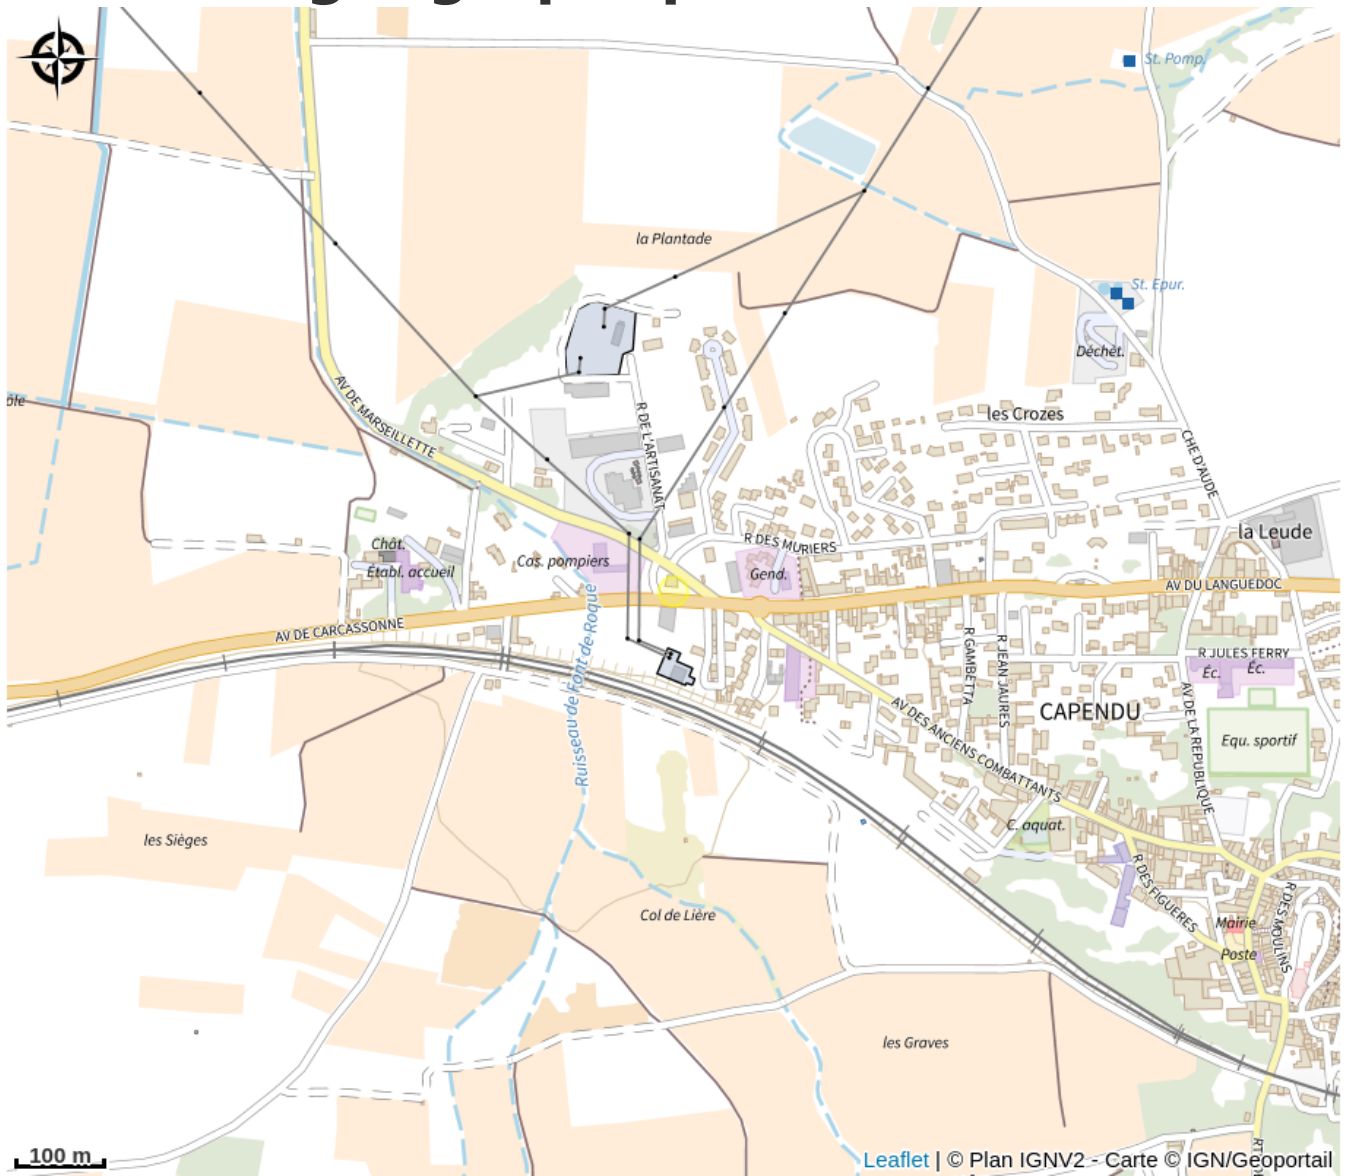 St. Pomp.
la Plantade
St. Epur.
Déchèt.
AV DE MARSEILLETTE
R DE L'ARTISANAT
les Crozes
CHE D'AUDE
la Leude
R DES MURIERS
Chât.
Établ. accueil
Cas. pompiers
Gend.
AV DU LANGUEDOC
AV DE CARCASSONNE
Ruisseau de Font de Roque
R GAMBETTA
R JEAN JAURES
R JULES FERRY
Éc.
Éc.
CAPENDU
AV DE LA REPUBLIQUE
Equ. sportif
AV DES ANCIENS COMBATTANTS
les Sièges
C. aquat.
R DES FIGUERES
R DES MOULINS
Col de Lière
Mairie
Poste
les Graves
100 m
Leaflet | © Plan IGNV2 - Carte © IGN/Geoportail